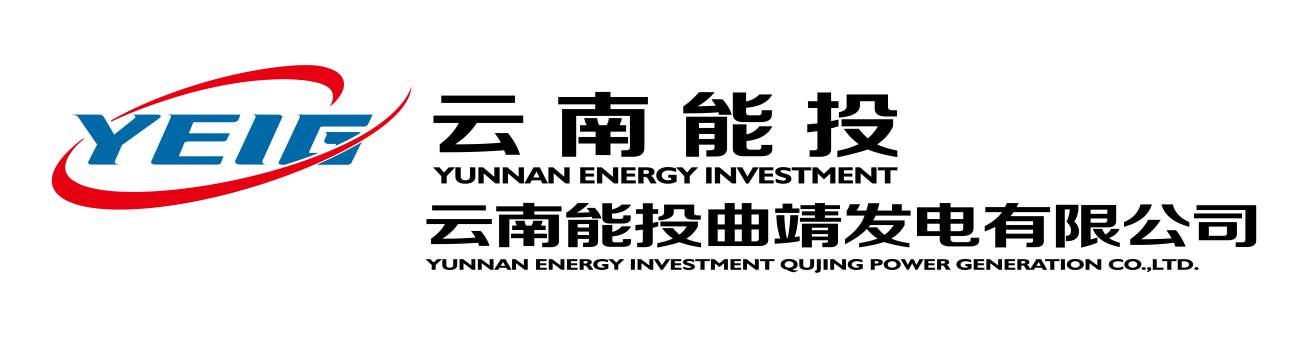 YEIG
云南能投
YUNNAN ENERGY INVESTMENT
云南能投曲靖发电有限公司
YUNNAN ENERGY INVESTMENT QUJING POWER GENERATION CO.,LTD.